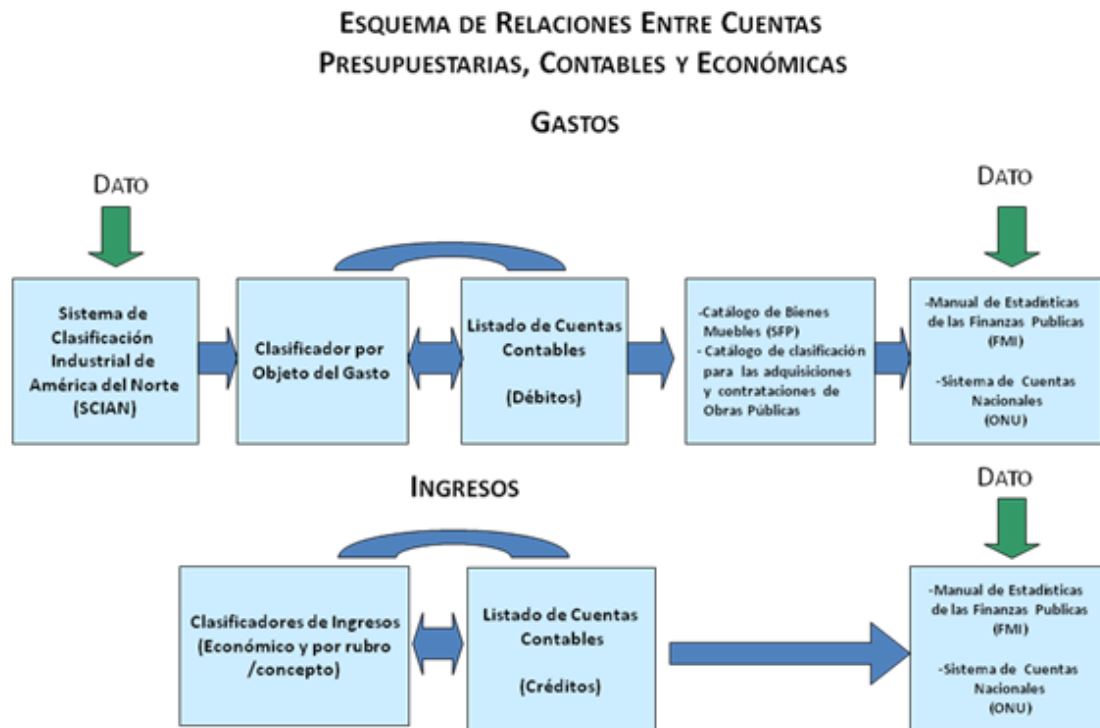 ESQUEMA DE RELACIONES ENTRE CUENTAS
PRESUPUESTARIAS, CONTABLES Y ECONÓMICAS
GASTOS
DATO
DATO
Sistema de
Clasificación
Industrial de
América del Norte
(SCIAN)
Clasificador por
Objeto del Gasto
Listado de Cuentas
Contables
(Débitos)
-Catálogo de Bienes
Muebles (SFP)
- Catálogo de clasificación
para las adquisiciones
y contrataciones de
Obras Públicas
-Manual de Estadísticas
de las Finanzas Publicas
(FMI)
-Sistema de Cuentas
Nacionales
(ONU)
INGRESOS
DATO
Clasificadores de Ingresos
(Económico y por rubro
/concepto)
Listado de Cuentas
Contables
(Créditos)
-Manual de Estadísticas
de las Finanzas Publicas
(FMI)
-Sistema de Cuentas
Nacionales
(ONU)